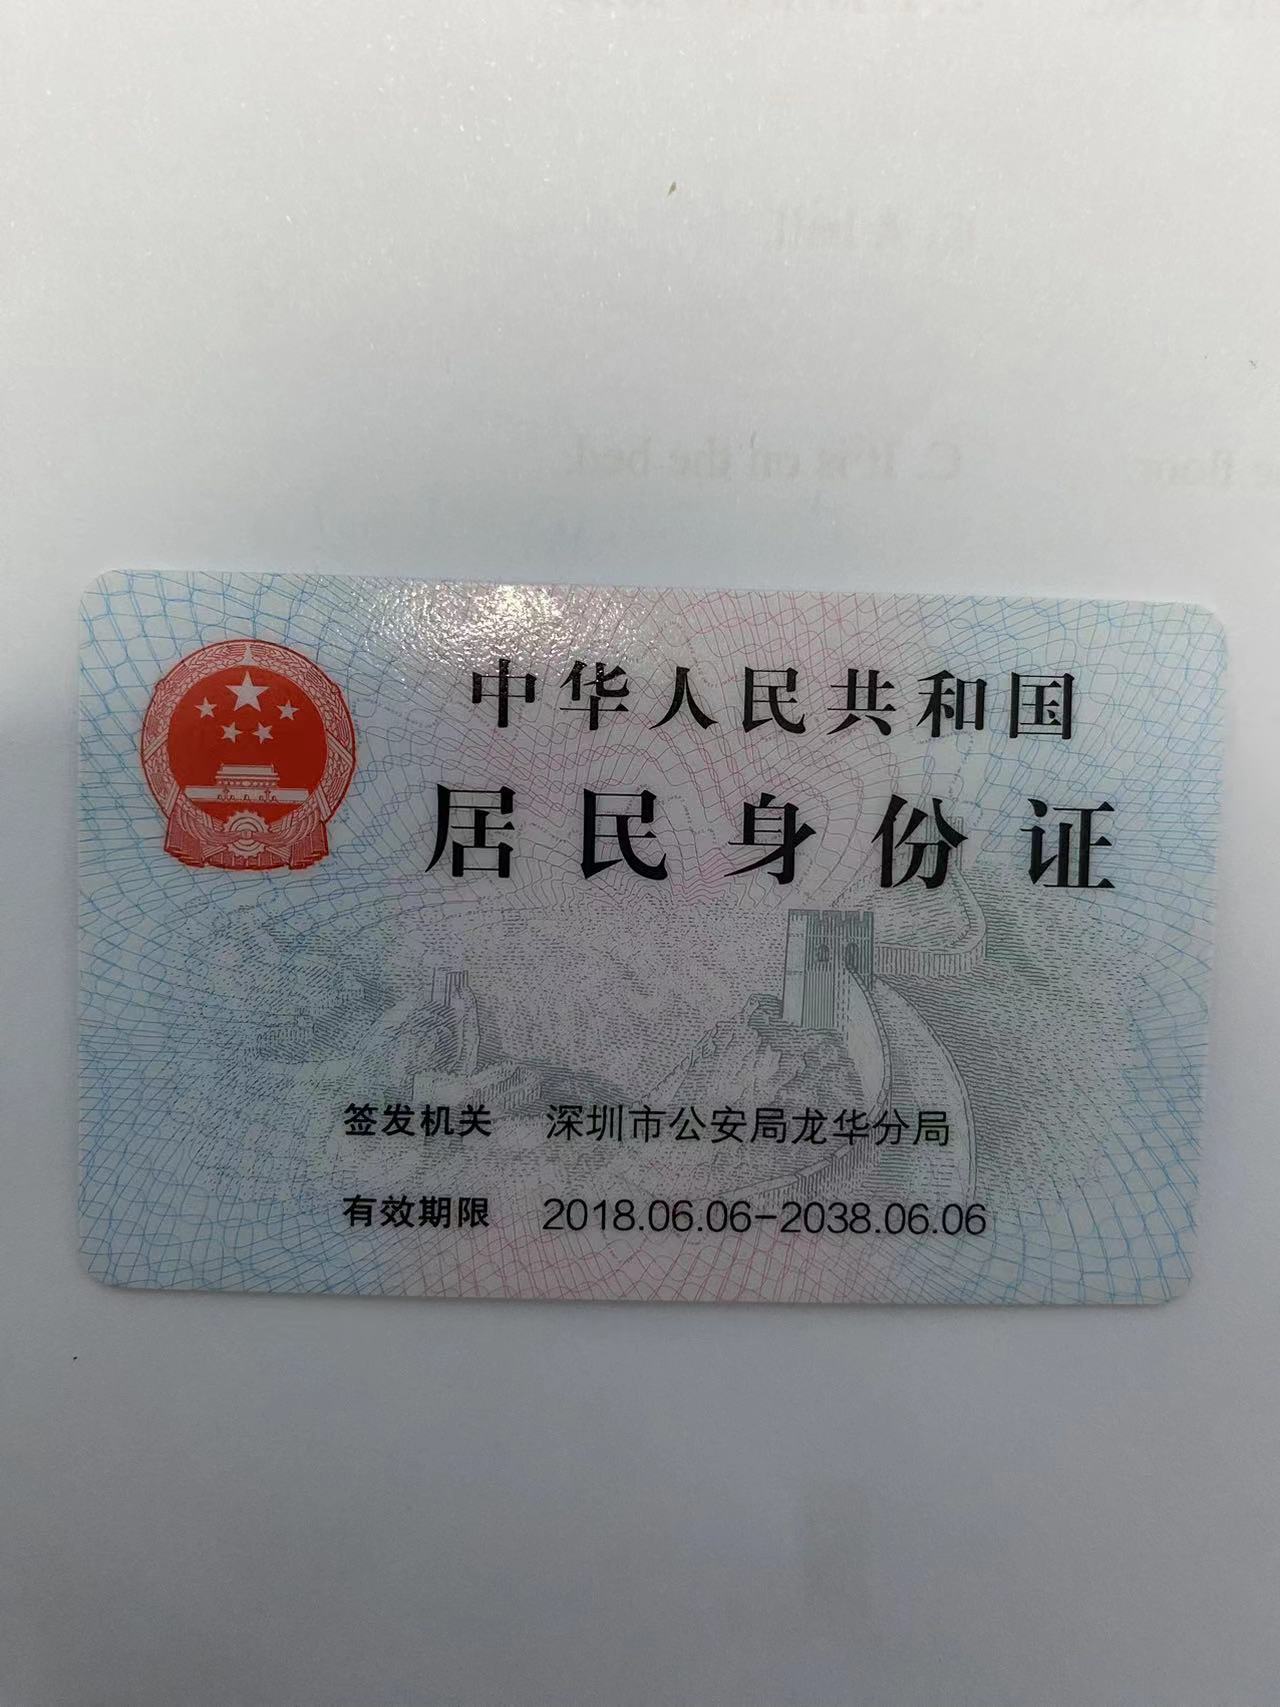 中华人民共和国
居民身份证
签发机关 深圳市公安局龙华分局
有效期限 2018.06.06-2038.06.06